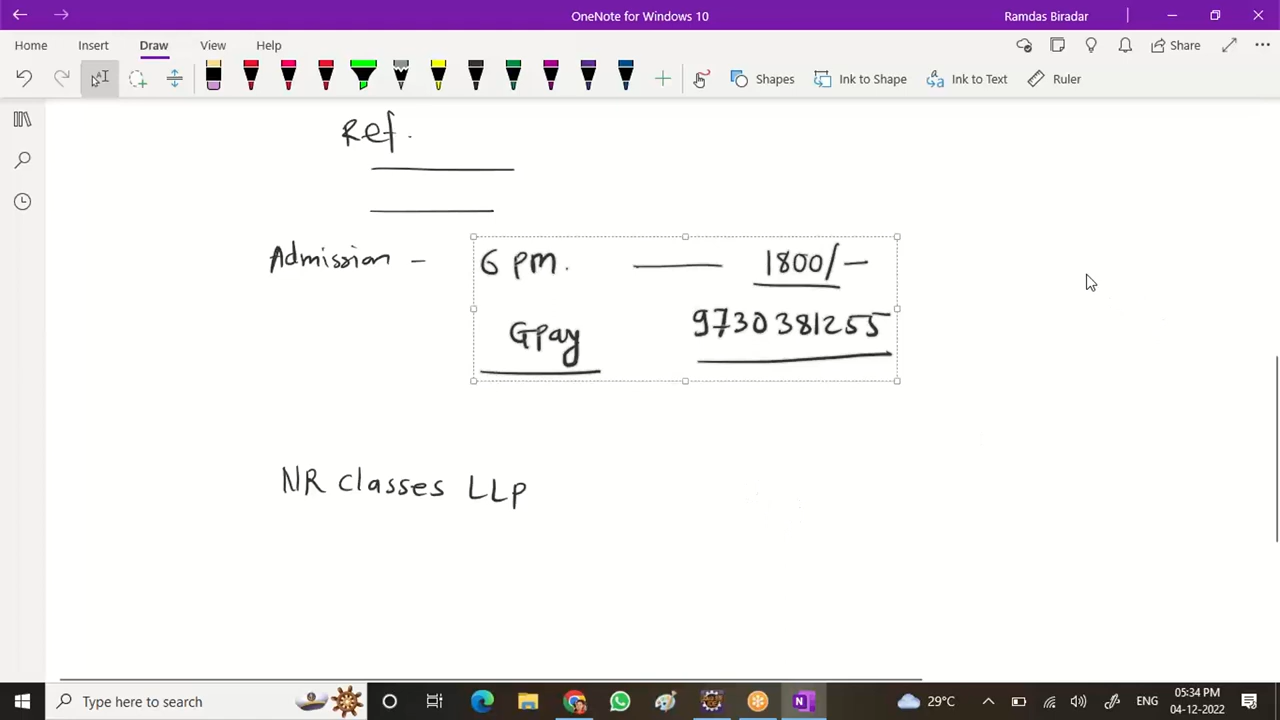 OneNote for Windows 10
Ramdas Biradar
Home Insert Draw View Help
Share
Shapes Ink to Shape Ink to Text Ruler
Ref.
Admission - 6 pm. —— 1800/-
GPay 9730381255
NR classes LLp
Type here to search
29°C
ENG
05:34 PM
04-12-2022